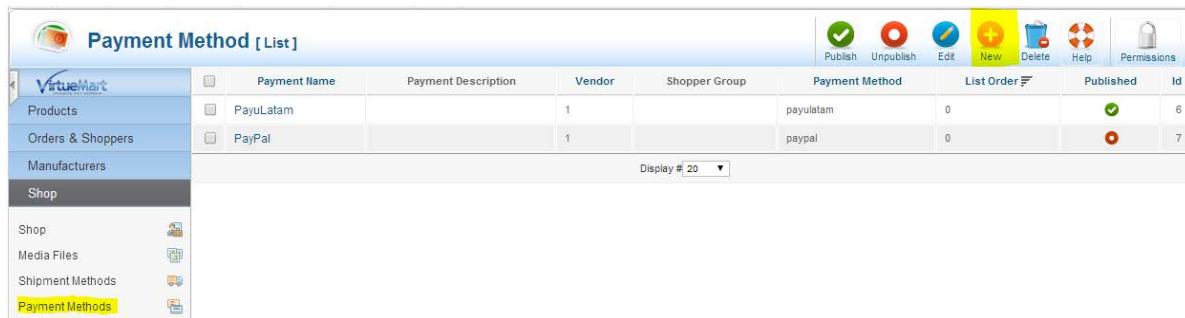 Payment Method [ List ]
Publish Unpublish Edit New Delete Help Permissions
VirtueMart
Payment Name Payment Description Vendor Shopper Group Payment Method List Order Published Id
Products
PayuLatam 1 payulatam 0 6
Orders & Shoppers
PayPal 1 paypal 0 7
Manufacturers
Display # 20
Shop
Shop
Media Files
Shipment Methods
Payment Methods